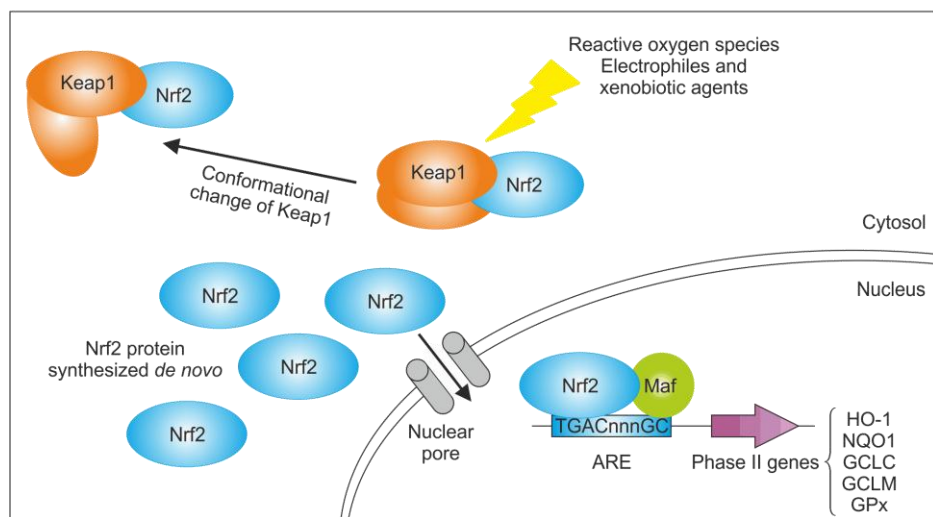 Reactive oxygen species
Electrophiles and
xenobiotic agents
Keap1
Nrf2
Keap1
Nrf2
Conformational
change of Keap1
Cytosol
Nucleus
Nrf2
Nrf2
Nrf2 protein
synthesized de novo
Nrf2
Nrf2
Nuclear
pore
Nrf2
Maf
TGACnnnGC
ARE
Phase II genes
HO-1
NQO1
GCLC
GCLM
GPx